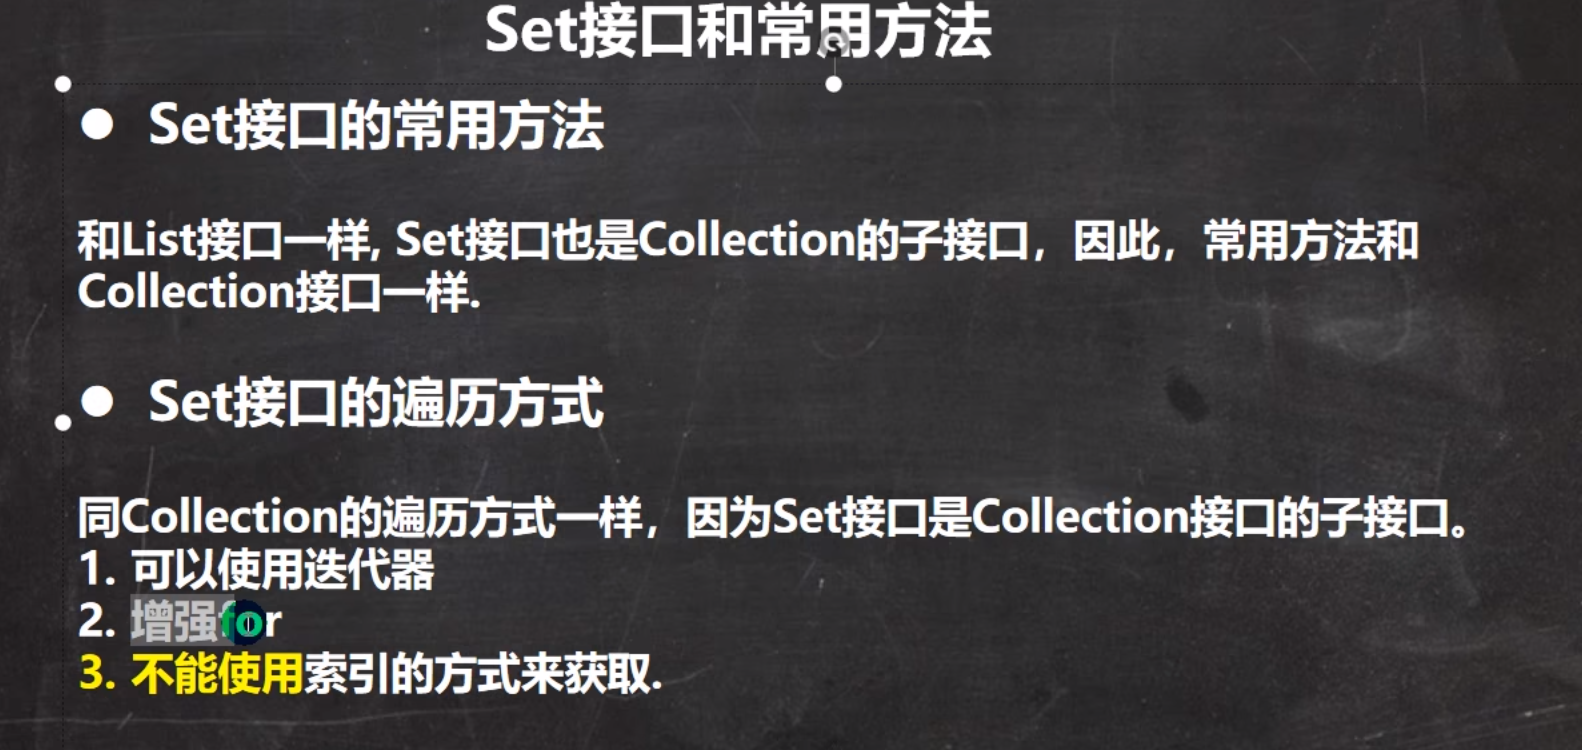 Set接口和常用方法
● Set接口的常用方法
和List接口一样, Set接口也是Collection的子接口，因此，常用方法和
Collection接口一样.
● Set接口的遍历方式
同Collection的遍历方式一样，因为Set接口是Collection接口的子接口。
1. 可以使用迭代器
2. 增强for
3. 不能使用索引的方式来获取.